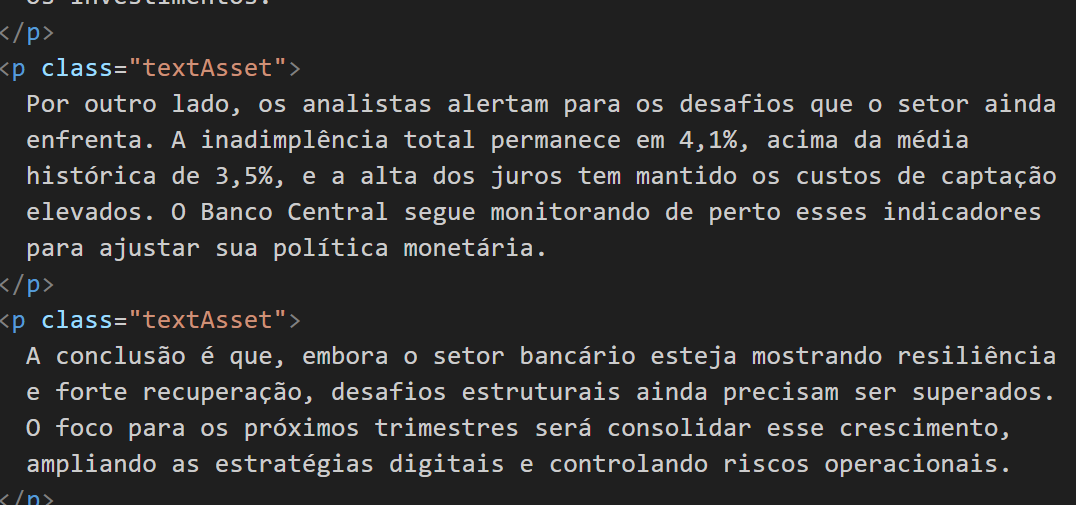 os investimentos.
</p>
<p class="textAsset">
Por outro lado, os analistas alertam para os desafios que o setor ainda
enfrenta. A inadimplência total permanece em 4,1%, acima da média
histórica de 3,5%, e a alta dos juros tem mantido os custos de captação
elevados. O Banco Central segue monitorando de perto esses indicadores
para ajustar sua política monetária.
</p>
<p class="textAsset">
A conclusão é que, embora o setor bancário esteja mostrando resiliência
e forte recuperação, desafios estruturais ainda precisam ser superados.
O foco para os próximos trimestres será consolidar esse crescimento,
ampliando as estratégias digitais e controlando riscos operacionais.
</p>